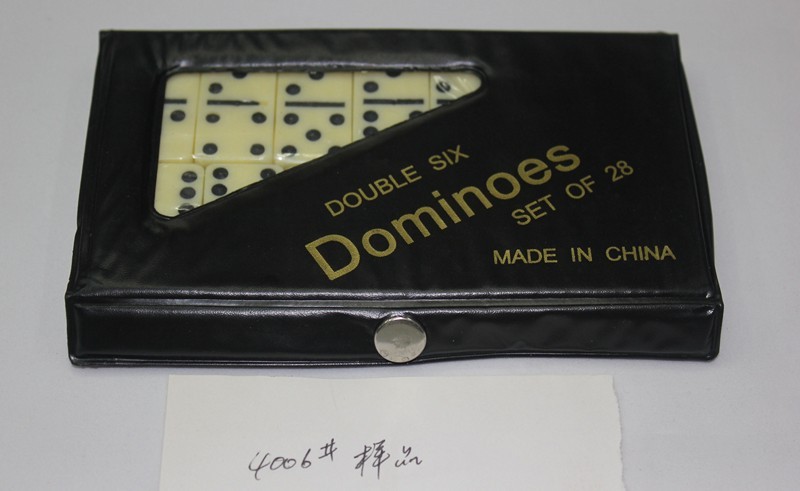 DOUBLE SIX
Dominoes
SET OF 28
MADE IN CHINA
4006# 样品